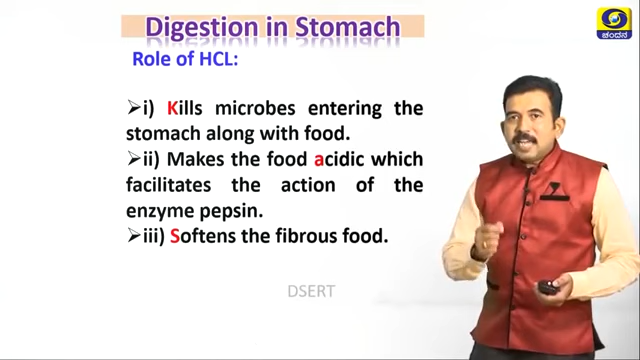 Digestion in Stomach
ಚಂದನ
Role of HCL:
➢i) Kills microbes entering the
stomach along with food.
➢ii) Makes the food acidic which
facilitates the action of the
enzyme pepsin.
➢iii) Softens the fibrous food.
DSERT